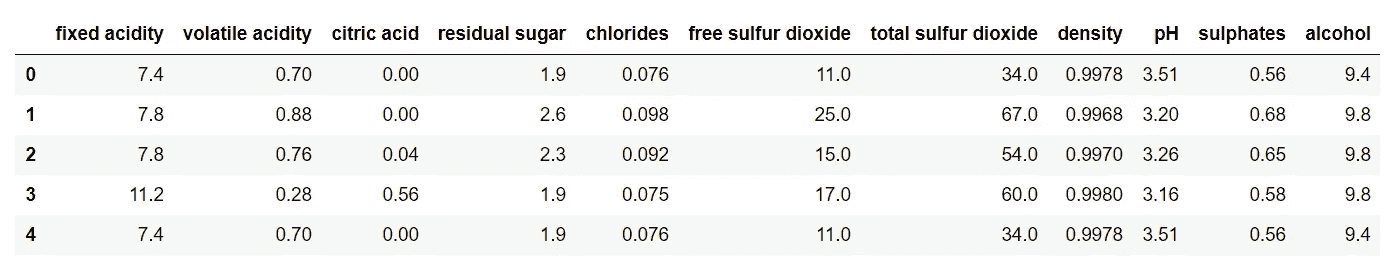 fixed acidity volatile acidity citric acid residual sugar chlorides free sulfur dioxide total sulfur dioxide density pH sulphates alcohol
0 7.4 0.70 0.00 1.9 0.076 11.0 34.0 0.9978 3.51 0.56 9.4
1 7.8 0.88 0.00 2.6 0.098 25.0 67.0 0.9968 3.20 0.68 9.8
2 7.8 0.76 0.04 2.3 0.092 15.0 54.0 0.9970 3.26 0.65 9.8
3 11.2 0.28 0.56 1.9 0.075 17.0 60.0 0.9980 3.16 0.58 9.8
4 7.4 0.70 0.00 1.9 0.076 11.0 34.0 0.9978 3.51 0.56 9.4